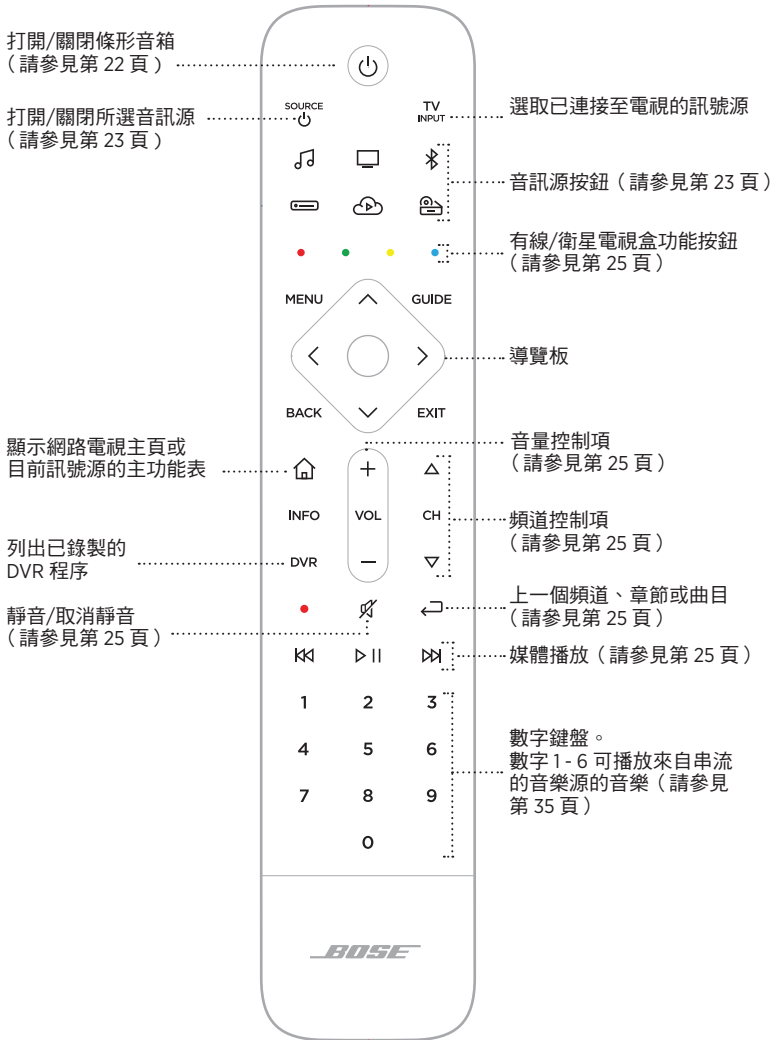 打開/關閉條形音箱
（請參見第 22 頁）
打開/關閉所選音訊源
（請參見第 23 頁）
SOURCE
TV
INPUT
選取已連接至電視的訊號源
音訊源按鈕（請參見第 23 頁）
有線/衛星電視盒功能按鈕
（請參見第 25 頁）
MENU
GUIDE
導覽板
BACK
EXIT
顯示網路電視主頁或
目前訊號源的主功能表
音量控制項
（請參見第 25 頁）
+
INFO
VOL
CH
頻道控制項
（請參見第 25 頁）
列出已錄製的
DVR 程序
DVR
–
靜音/取消靜音
（請參見第 25 頁）
上一個頻道、章節或曲目
（請參見第 25 頁）
媒體播放（請參見第 25 頁）
1 2 3
4 5 6
7 8 9
0
數字鍵盤。
數字 1 - 6 可播放來自串流
的音樂源的音樂（請參見
第 35 頁）
BOSE